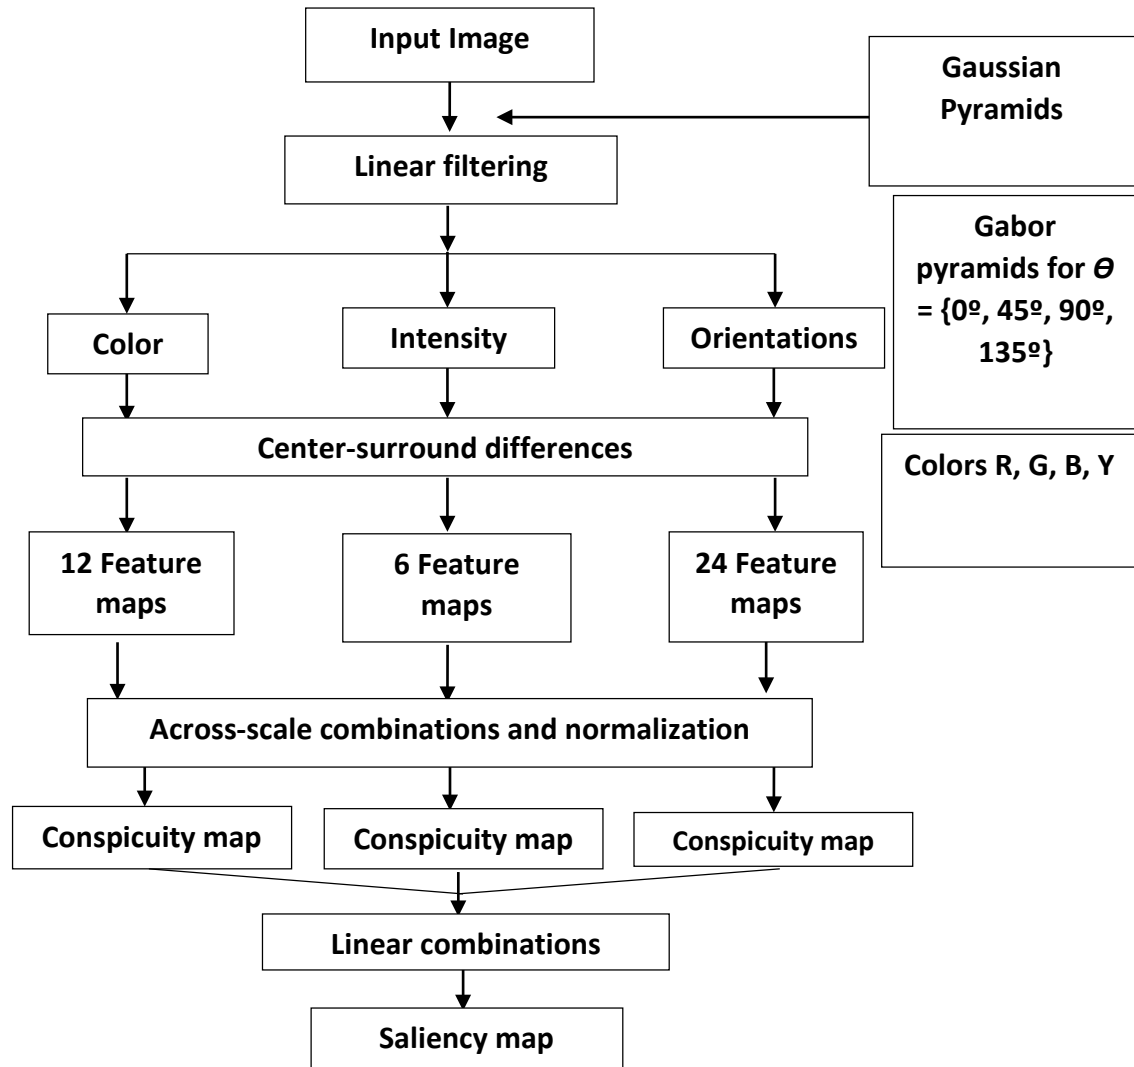 Input Image
Gaussian
Pyramids
Linear filtering
Gabor
pyramids for Ɵ
= {0º, 45º, 90º,
135º}
Color
Intensity
Orientations
Center-surround differences
Colors R, G, B, Y
12 Feature
maps
6 Feature
maps
24 Feature
maps
Across-scale combinations and normalization
Conspicuity map
Conspicuity map
Conspicuity map
Linear combinations
Saliency map